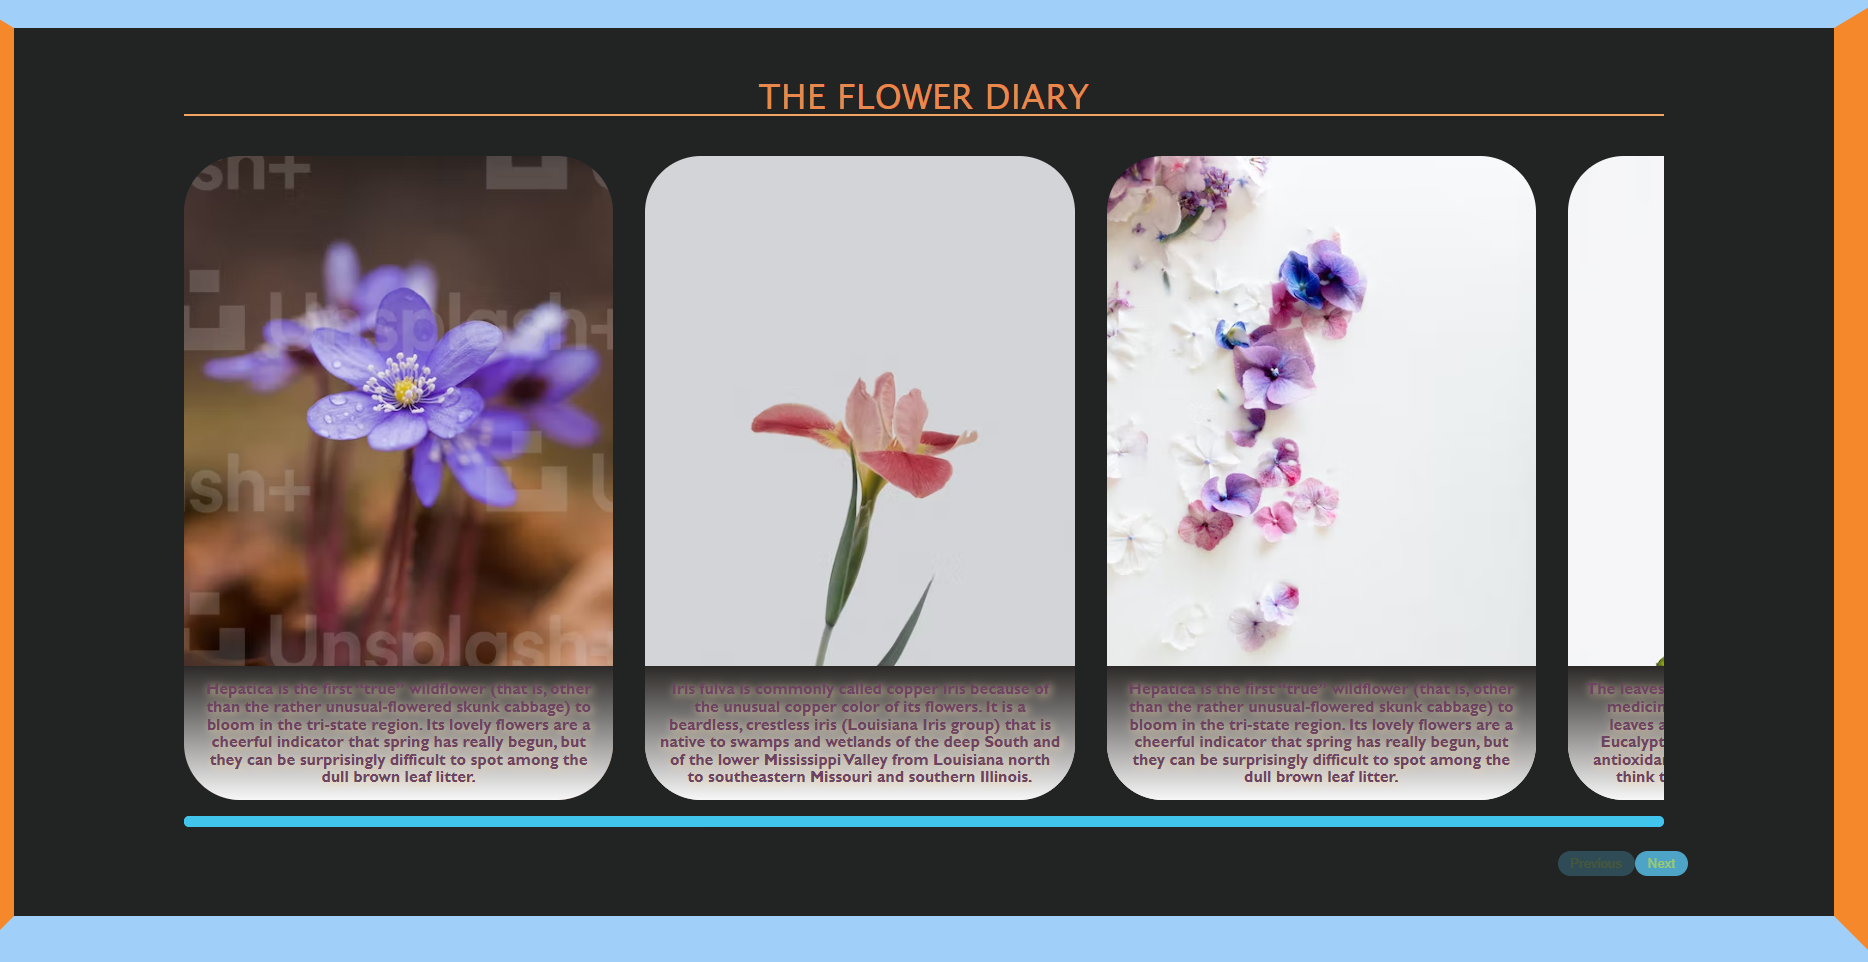 THE FLOWER DIARY
sh+
Unsplash+
sh+
Unsplash+
Hepatica is the first "true" wildflower (that is, other
than the rather unusual-flowered skunk cabbage) to
bloom in the tri-state region. Its lovely flowers are a
cheerful indicator that spring has really begun, but
they can be surprisingly difficult to spot among the
dull brown leaf litter.
Iris fulva is commonly called copper iris because of
the unusual copper color of its flowers. It is a
beardless, crestless iris (Louisiana Iris group) that is
native to swamps and wetlands of the deep South and
of the lower Mississippi Valley from Louisiana north
to southeastern Missouri and southern Illinois.
Hepatica is the first "true" wildflower (that is, other
than the rather unusual-flowered skunk cabbage) to
bloom in the tri-state region. Its lovely flowers are a
cheerful indicator that spring has really begun, but
they can be surprisingly difficult to spot among the
dull brown leaf litter.
The leaves
medicin
leaves a
Eucalypt
antioxidan
think t
Previous
Next